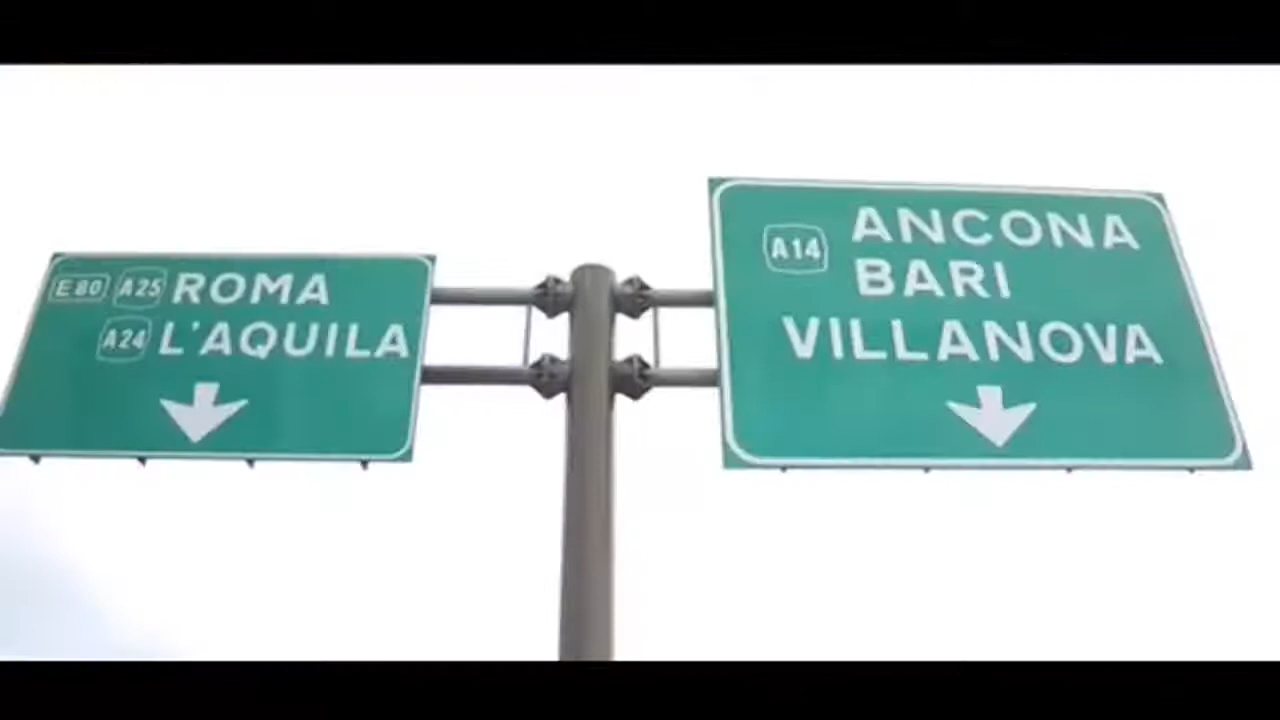 E80 A25 ROMA
A24 L'AQUILA
A14 ANCONA
BARI
VILLANOVA